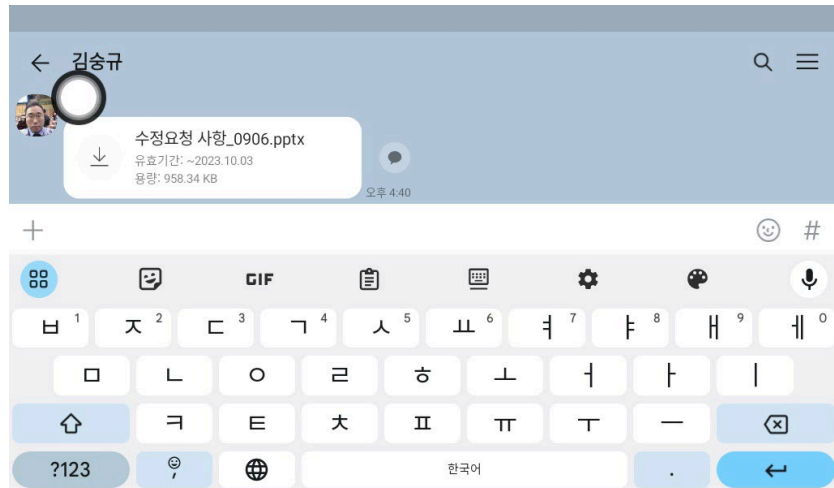 김숭규
수정요청 사항_0906.pptx
유효기간: ~2023.10.03
용량: 958.34 KB
오후 4:40
#
GIF
ㅂ 1 ㅈ 2 ㄷ 3 ㄱ 4 ㅅ 5 ㅛ 6 ㅕ 7 ㅑ 8 ㅐ 9 ㅔ 0
ㅁ ㄴ ㅇ ㄹ ㅎ ㅗ ㅓ ㅏ ㅣ
ㅋ ㅌ ㅊ ㅍ ㅠ ㅜ ㅡ
?123 , 한국어 .